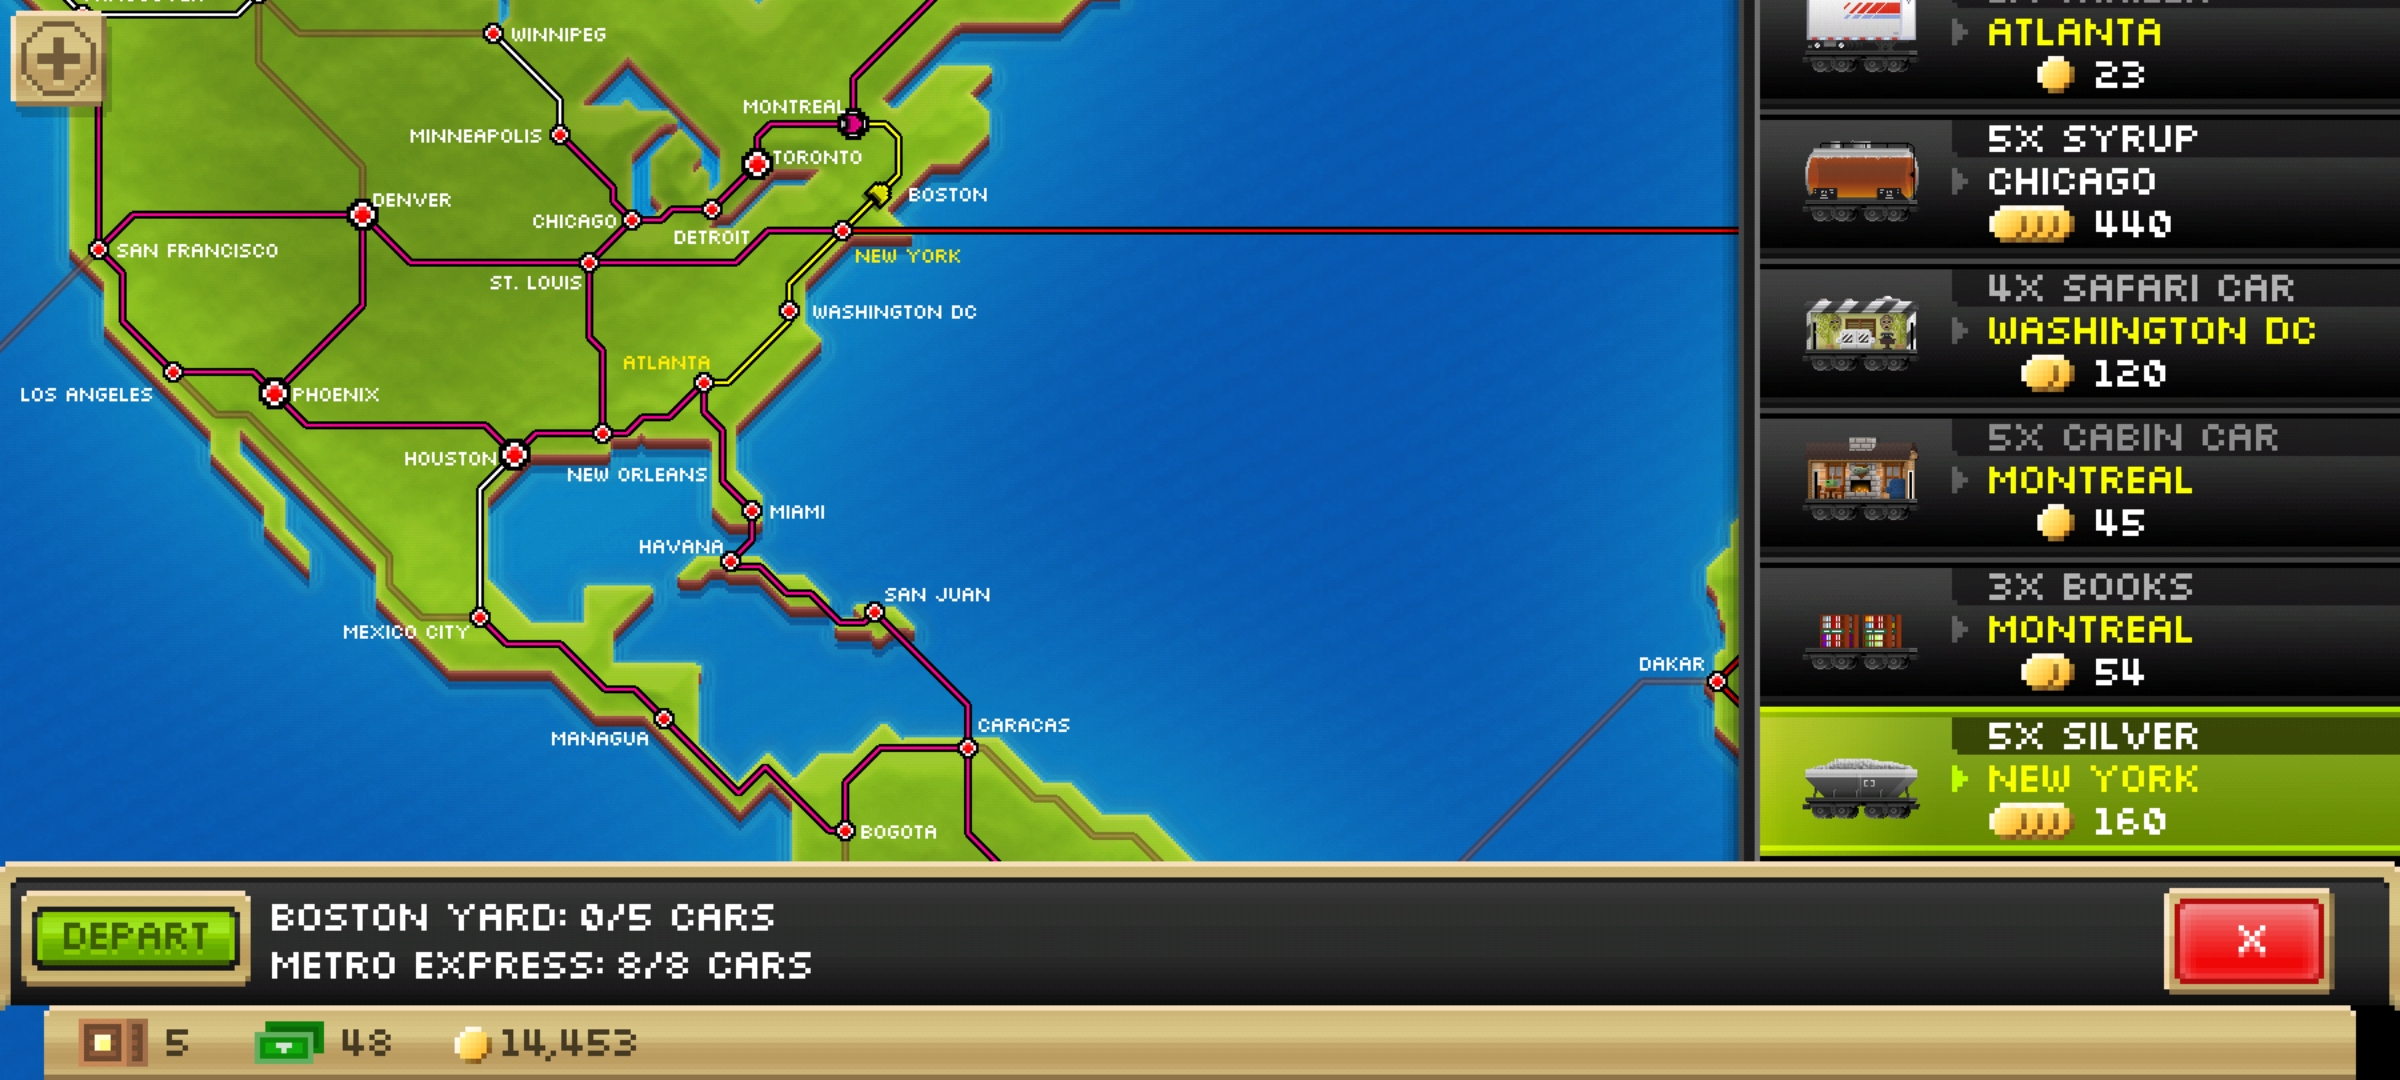 WINNIPEG
MONTREAL
MINNEAPOLIS
TORONTO
DENVER
BOSTON
CHICAGO
DETROIT
SAN FRANCISCO
NEW YORK
ST. LOUIS
WASHINGTON DC
ATLANTA
LOS ANGELES
PHOENIX
HOUSTON
NEW ORLEANS
MIAMI
HAVANA
SAN JUAN
MEXICO CITY
DAKAR
CARACAS
MANAGUA
BOGOTA
ATLANTA
23
5X SYRUP
CHICAGO
440
4X SAFARI CAR
WASHINGTON DC
120
5X CABIN CAR
MONTREAL
45
3X BOOKS
MONTREAL
54
5X SILVER
NEW YORK
160
DEPART
BOSTON YARD: 0/5 CARS
METRO EXPRESS: 8/8 CARS
X
5
48
14,453